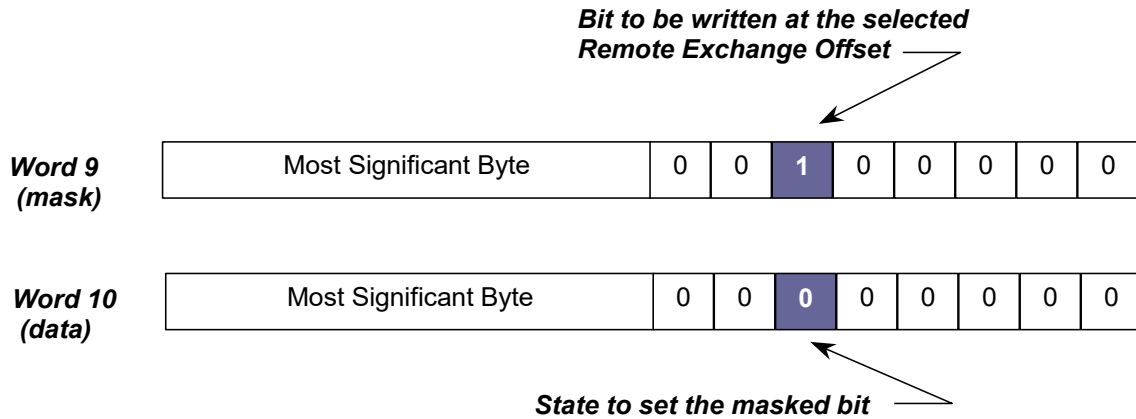 Bit to be written at the selected
Remote Exchange Offset
Word 9 Most Significant Byte 0 0 1 0 0 0 0 0
(mask)
Word 10 Most Significant Byte 0 0 0 0 0 0 0 0
(data)
State to set the masked bit